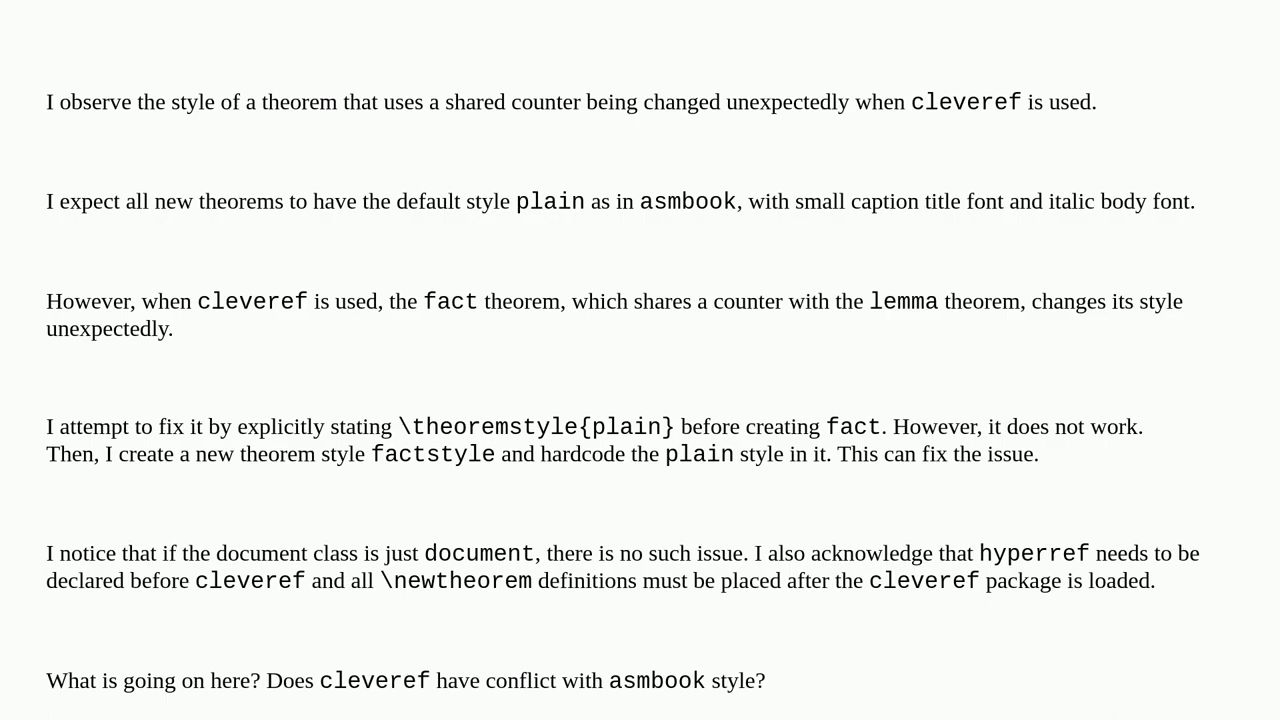 I observe the style of a theorem that uses a shared counter being changed unexpectedly when cleveref is used.
I expect all new theorems to have the default style plain as in asmbook, with small caption title font and italic body font.
However, when cleveref is used, the fact theorem, which shares a counter with the lemma theorem, changes its style
unexpectedly.
I attempt to fix it by explicitly stating \theoremstyle{plain} before creating fact. However, it does not work.
Then, I create a new theorem style factstyle and hardcode the plain style in it. This can fix the issue.
I notice that if the document class is just document, there is no such issue. I also acknowledge that hyperref needs to be
declared before cleveref and all \newtheorem definitions must be placed after the cleveref package is loaded.
What is going on here? Does cleveref have conflict with asmbook style?